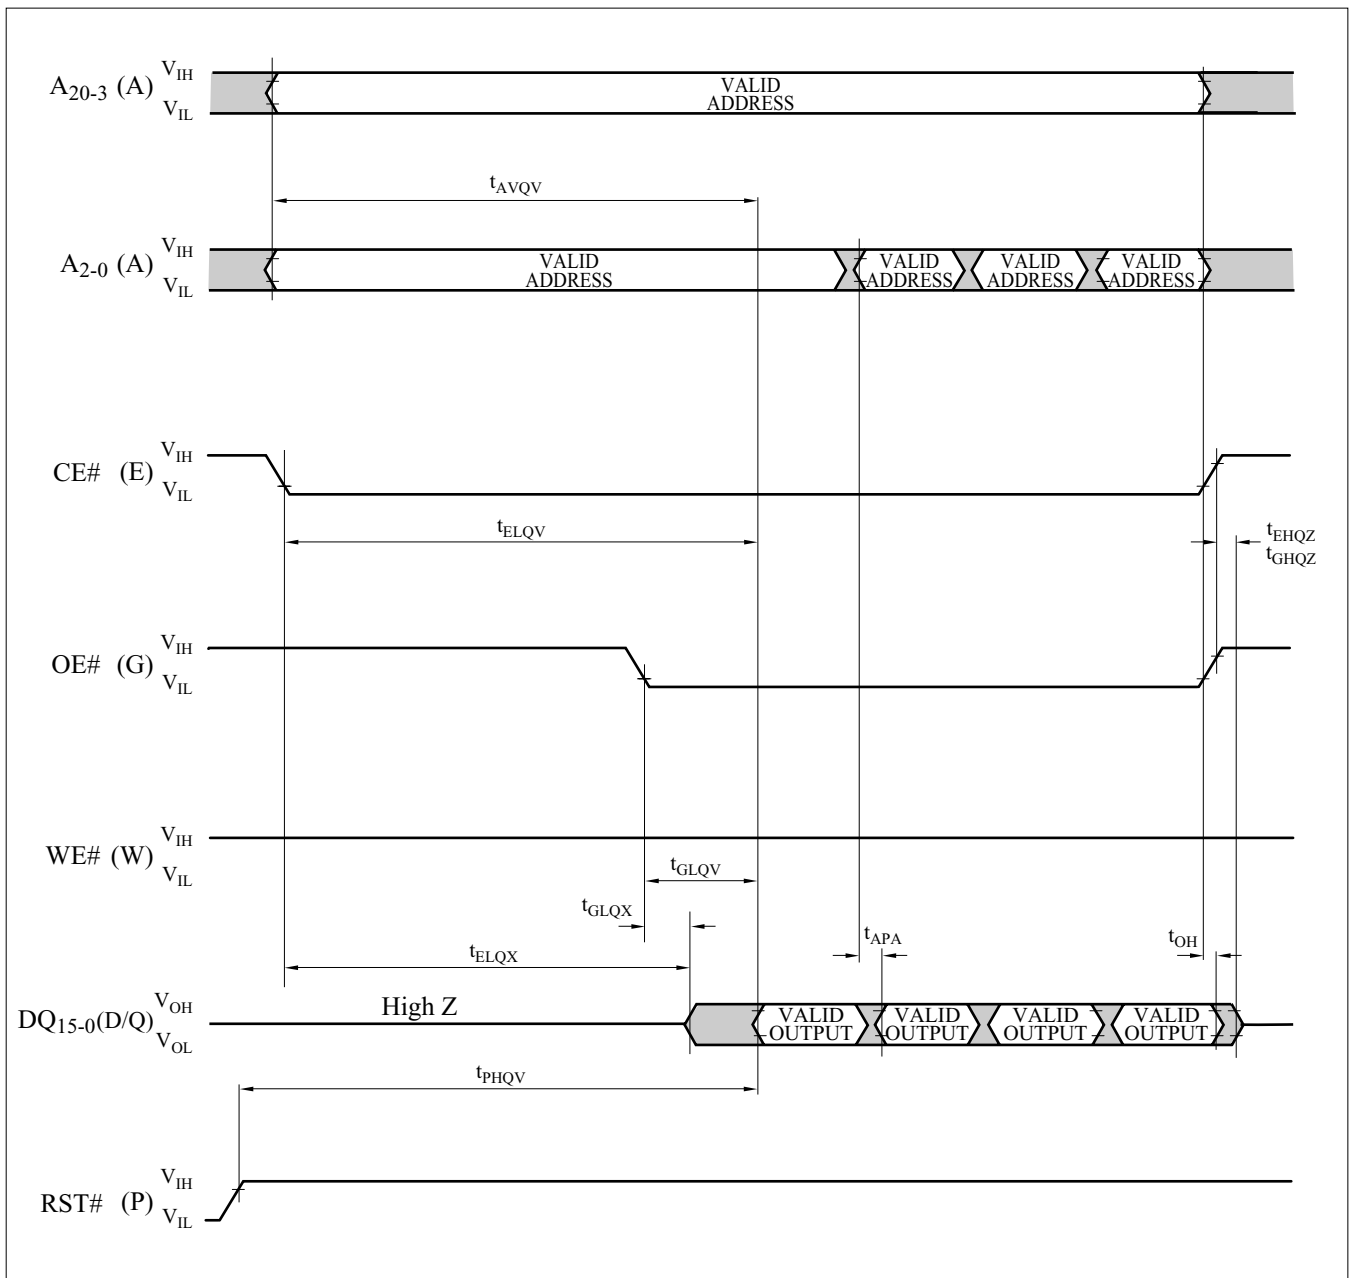 A20-3 (A) VIH
VIL
VALID
ADDRESS
tAVQV
A2-0 (A) VIH
VIL
VALID
ADDRESS
VALID
ADDRESS
VALID
ADDRESS
VALID
ADDRESS
CE# (E) VIH
VIL
tELQV
tEHQZ
tGHQZ
OE# (G) VIH
VIL
WE# (W) VIH
VIL
tGLQV
tGLQX
tELQX
tAPA
tOH
DQ15-0(D/Q) VOH
VOL
High Z
VALID
OUTPUT
VALID
OUTPUT
VALID
OUTPUT
VALID
OUTPUT
tPHQV
RST# (P) VIH
VIL